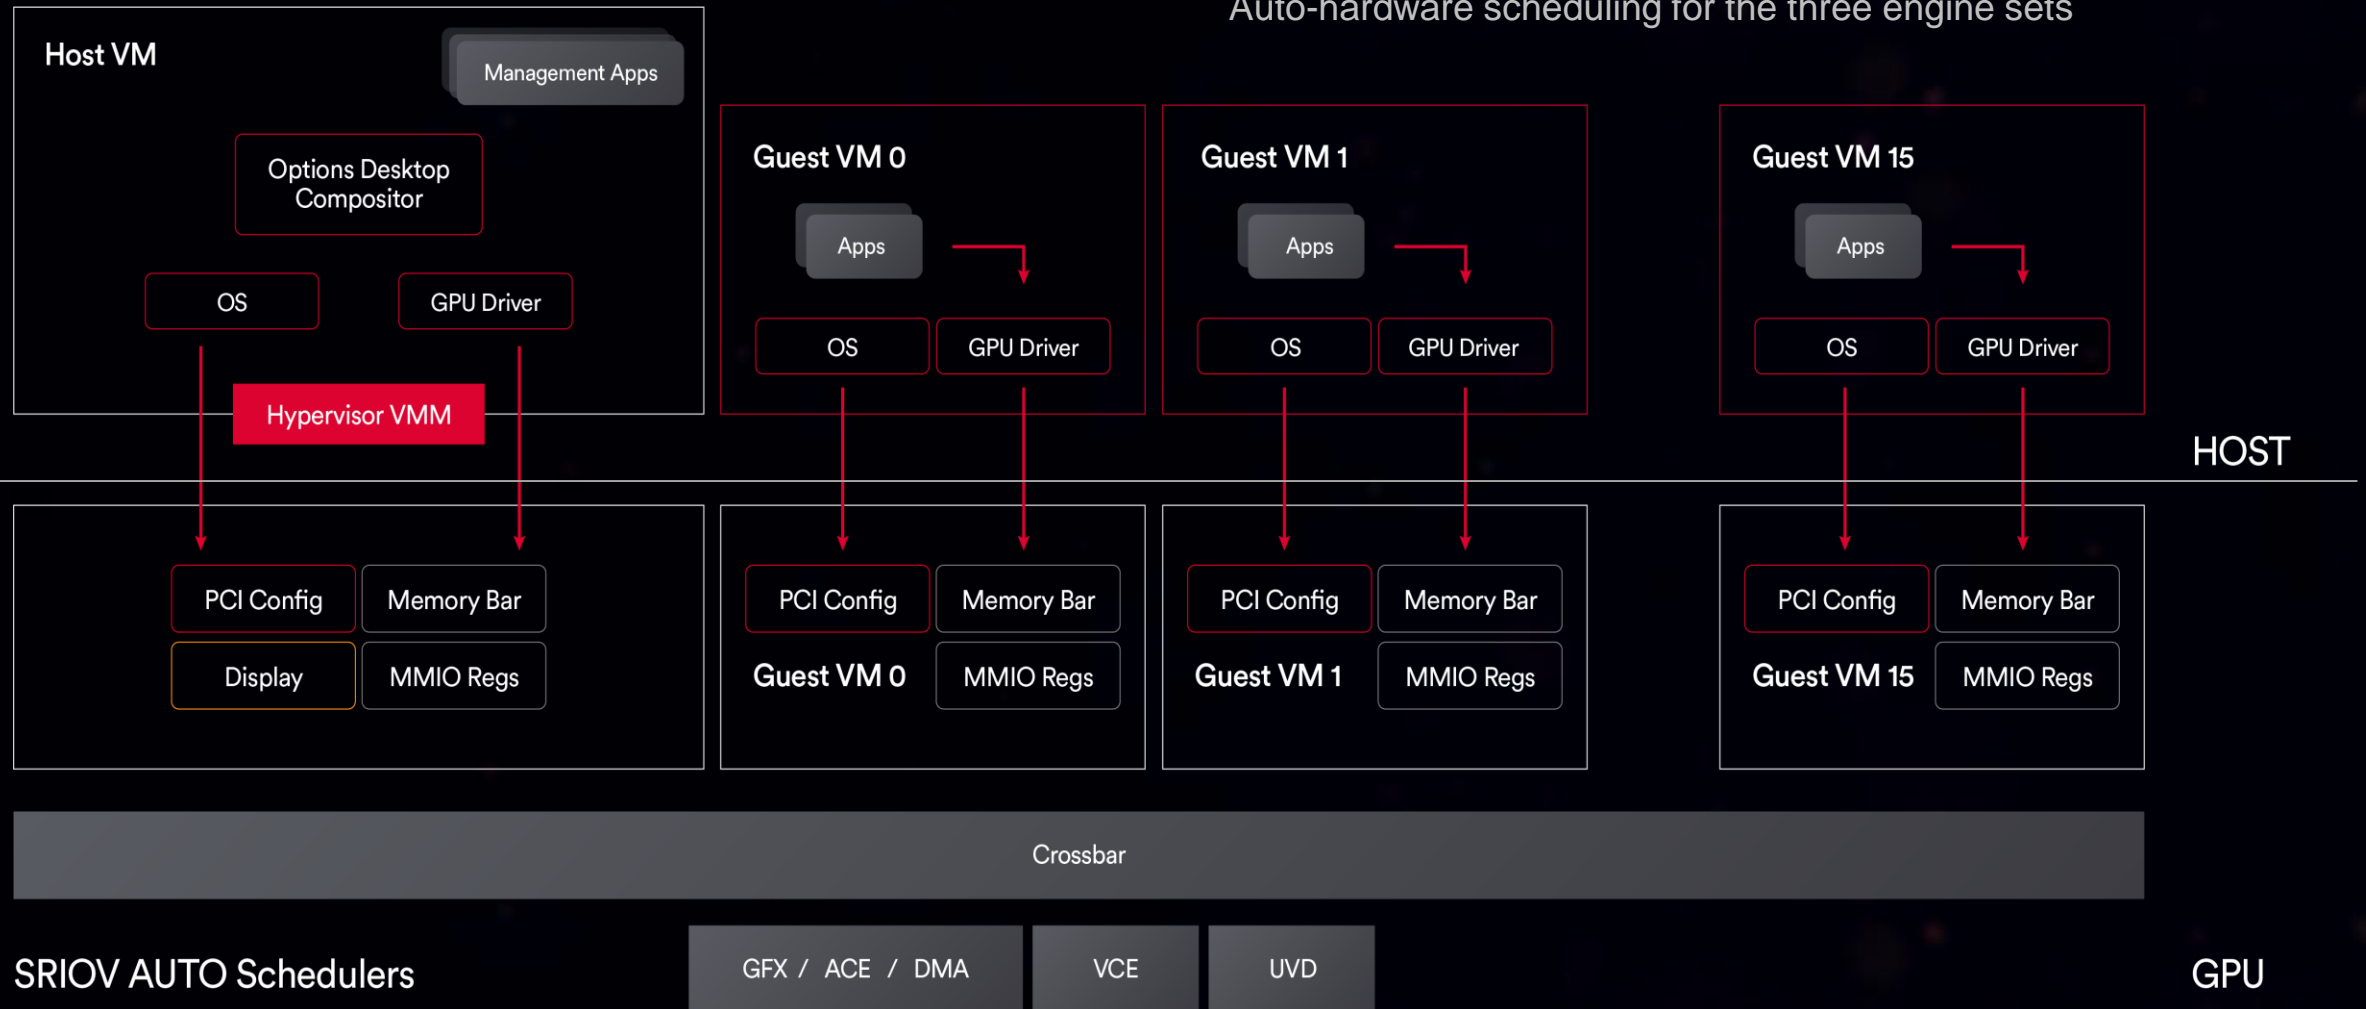 Auto-hardware scheduling for the three engine sets
Host VM
Management Apps
Options Desktop
Compositor
OS
GPU Driver
Hypervisor VMM
Guest VM 0
Apps
OS
GPU Driver
Guest VM 1
Apps
OS
GPU Driver
Guest VM 15
Apps
OS
GPU Driver
HOST
PCI Config
Memory Bar
Display
MMIO Regs
PCI Config
Memory Bar
Guest VM 0
MMIO Regs
PCI Config
Memory Bar
Guest VM 1
MMIO Regs
PCI Config
Memory Bar
Guest VM 15
MMIO Regs
Crossbar
SRIOV AUTO Schedulers
GFX / ACE / DMA
VCE
UVD
GPU